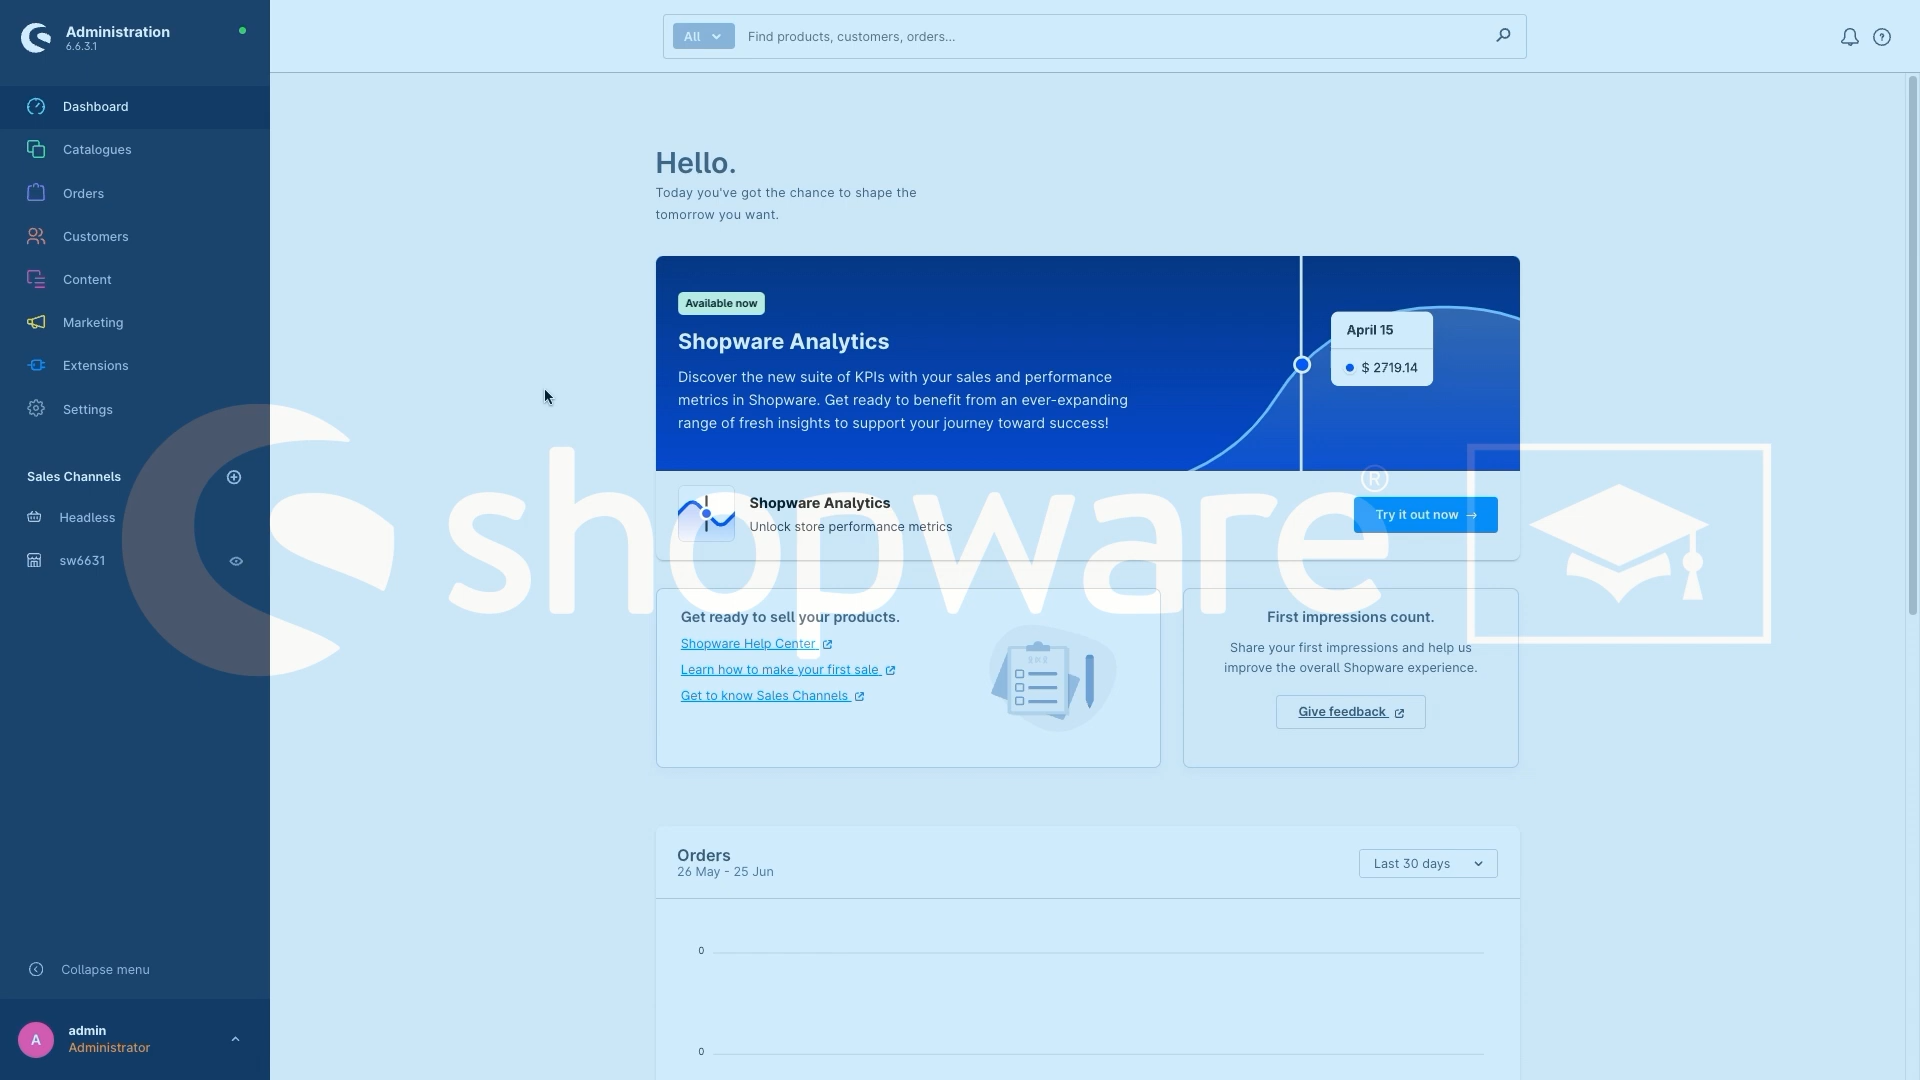 Administration
6.6.3.1
All
Find products, customers, orders...
Dashboard
Catalogues
Orders
Customers
Content
Marketing
Extensions
Settings
Sales Channels
Headless
sw6631
Collapse menu
A
admin
Administrator
Hello.
Today you've got the chance to shape the
tomorrow you want.
Available now
Shopware Analytics
Discover the new suite of KPIs with your sales and performance
metrics in Shopware. Get ready to benefit from an ever-expanding
range of fresh insights to support your journey toward success!
April 15
$ 2719.14
Shopware Analytics
Unlock store performance metrics
Try it out now →
shopware®
Get ready to sell your products.
Shopware Help Center
Learn how to make your first sale
Get to know Sales Channels
First impressions count.
Share your first impressions and help us
improve the overall Shopware experience.
Give feedback
Orders
26 May - 25 Jun
Last 30 days
0
0